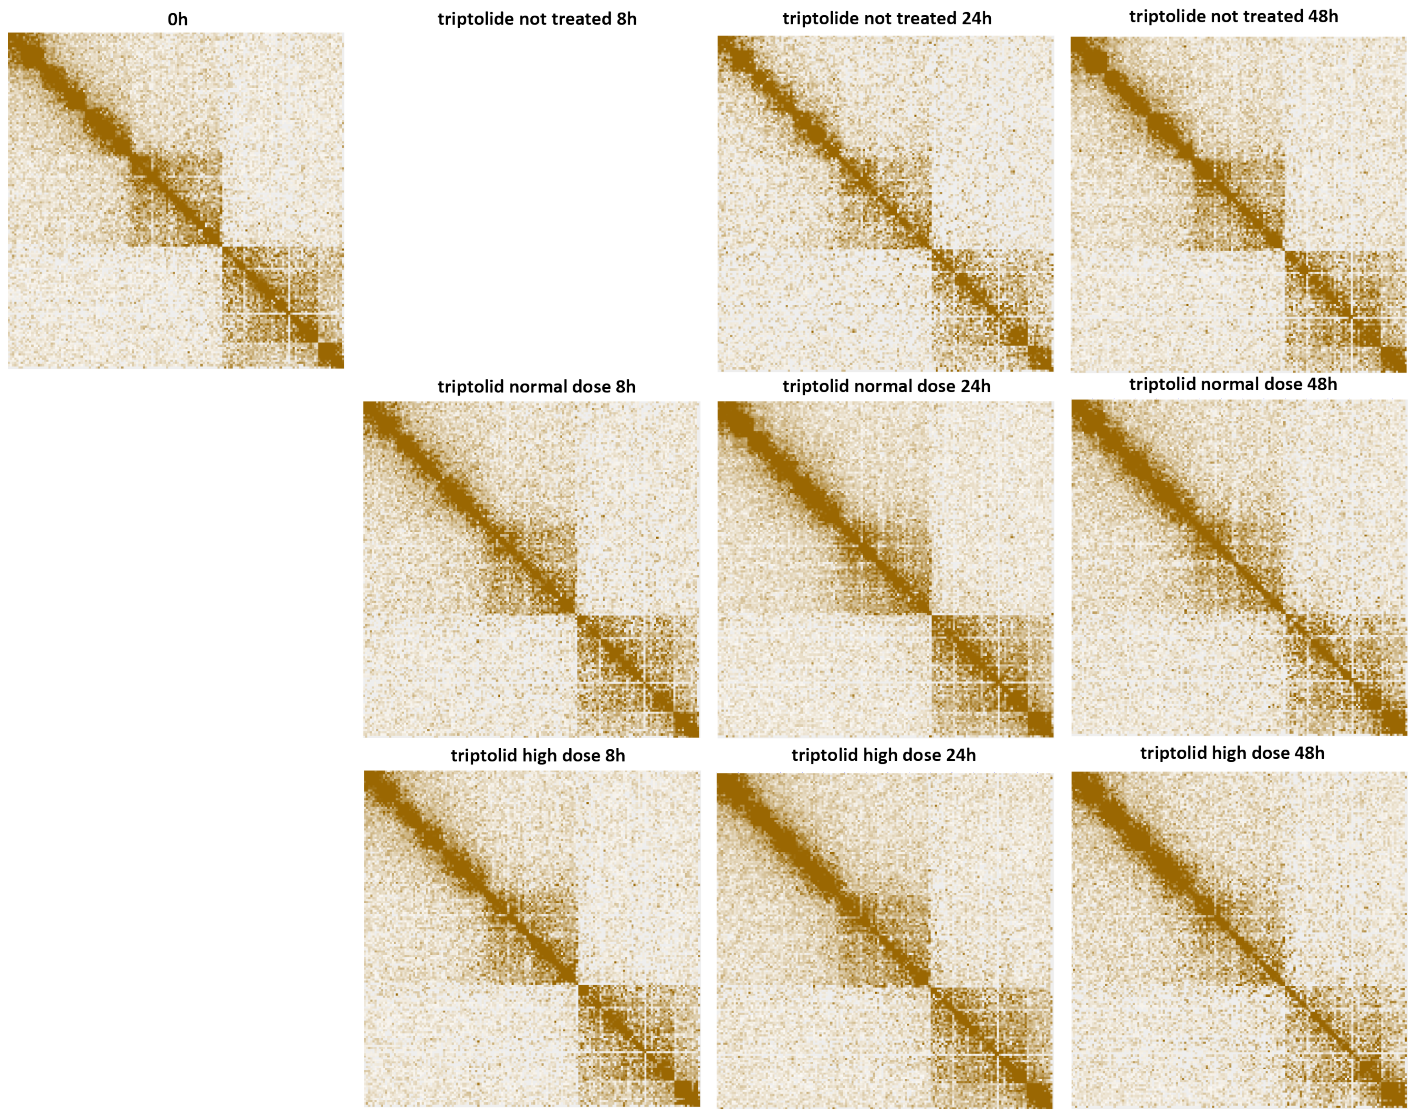 0h
triptolide not treated 8h
triptolide not treated 24h
triptolide not treated 48h
triptolid normal dose 8h
triptolid normal dose 24h
triptolid normal dose 48h
triptolid high dose 8h
triptolid high dose 24h
triptolid high dose 48h